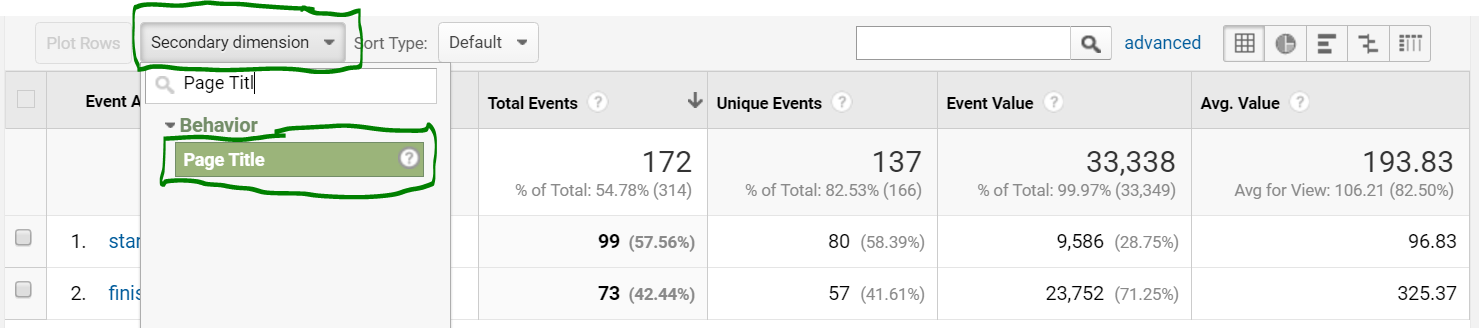 Plot Rows Secondary dimension Sort Type: Default advanced
Page Titl
Event A Total Events ? Unique Events ? Event Value ? Avg. Value ?
Behavior
Page Title ?
172 137 33,338 193.83
% of Total: 54.78% (314) % of Total: 82.53% (166) % of Total: 99.97% (33,349) Avg for View: 106.21 (82.50%)
1. star 99 (57.56%) 80 (58.39%) 9,586 (28.75%) 96.83
2. finis 73 (42.44%) 57 (41.61%) 23,752 (71.25%) 325.37